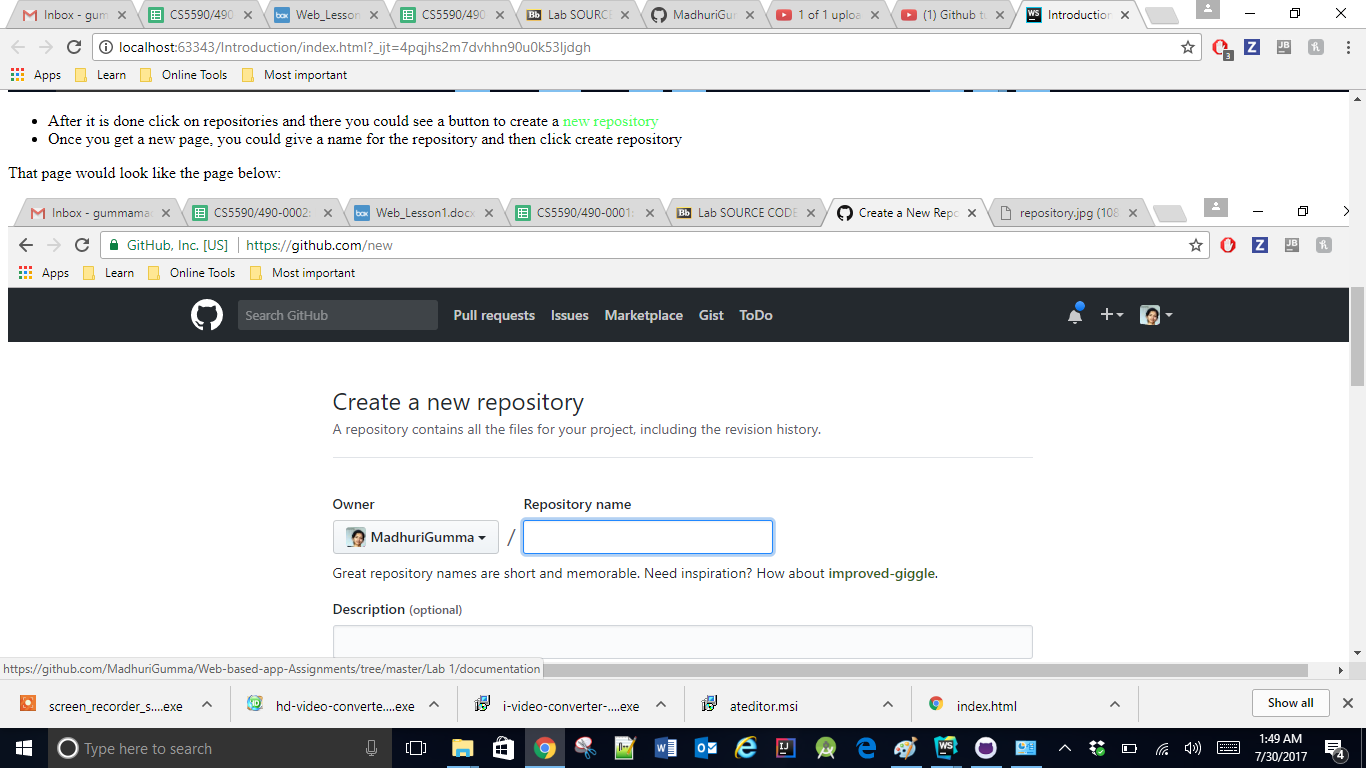 Inbox - gum
CS5590/490
Web_Lesson
CS5590/490
Bb Lab SOURC
MadhuriGu
1 of 1 uploa
(1) Github t
WS Introduction
localhost:63343/Introduction/index.html?_ijt=4pqjhs2m7dvhhn90u0k53ljdgh
3 Z JB
Apps Learn Online Tools Most important
• After it is done click on repositories and there you could see a button to create a new repository
• Once you get a new page, you could give a name for the repository and then click create repository
That page would look like the page below:
Inbox - gummama
CS5590/490-0002:
box Web_Lesson1.docx
CS5590/490-0001:
Bb Lab SOURCE CODE
Create a New Repo
repository.jpg (108
GitHub, Inc. [US] | https://github.com/new
Z JB
Apps Learn Online Tools Most important
Search GitHub Pull requests Issues Marketplace Gist ToDo
Create a new repository
A repository contains all the files for your project, including the revision history.
Owner Repository name
MadhuriGumma /
Great repository names are short and memorable. Need inspiration? How about improved-giggle.
Description (optional)
https://github.com/MadhuriGumma/Web-based-app-Assignments/tree/master/Lab 1/documentation
screen_recorder_s....exe hd-video-converte....exe i-video-converter-....exe ateditor.msi index.html Show all
Type here to search
1:49 AM
7/30/2017
4